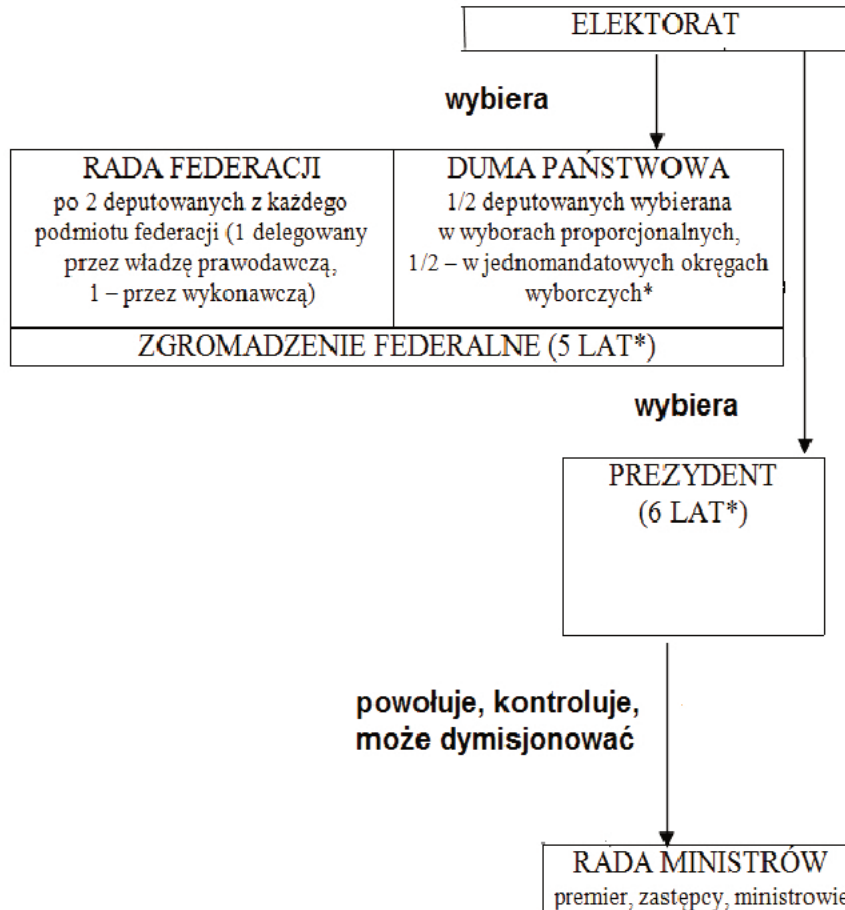 ELEKTORAT
wybiera
RADA FEDERACJI
po 2 deputowanych z każdego
podmiotu federacji (1 delegowany
przez władzę prawodawczą,
1 – przez wykonawczą)
DUMA PAŃSTWOWA
1/2 deputowanych wybierana
w wyborach proporcjonalnych,
1/2 – w jednomandatowych okręgach
wyborczych*
ZGROMADZENIE FEDERALNE (5 LAT*)
wybiera
PREZYDENT
(6 LAT*)
powołuje, kontroluje,
może dymisjonować
RADA MINISTRÓW
premier, zastępcy, ministrowie